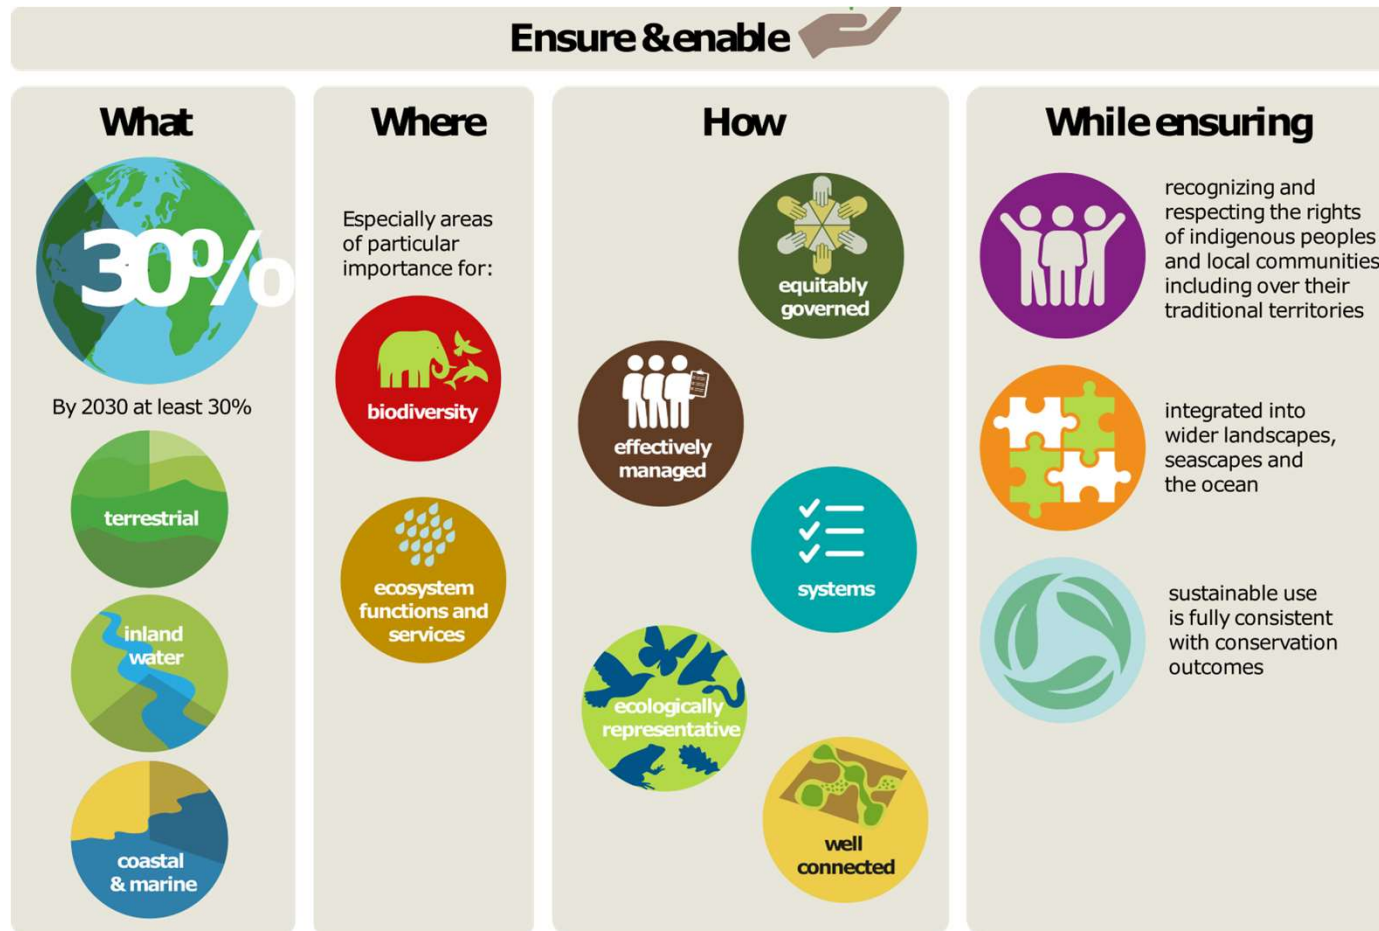 Ensure & enable
What
30%
By 2030 at least 30%
terrestrial
inland
water
coastal
& marine
Where
Especially areas
of particular
importance for:
biodiversity
ecosystem
functions and
services
How
equitably
governed
effectively
managed
systems
ecologically
representative
well
connected
While ensuring
recognizing and
respecting the rights
of indigenous peoples
and local communities
including over their
traditional territories
integrated into
wider landscapes,
seascapes and
the ocean
sustainable use
is fully consistent
with conservation
outcomes